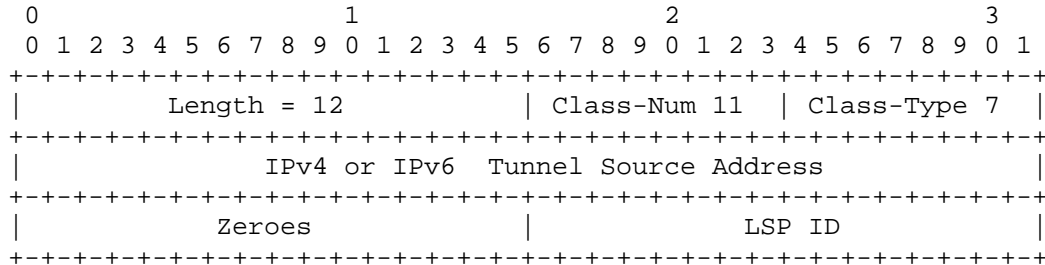 0                   1                   2                   3
 0 1 2 3 4 5 6 7 8 9 0 1 2 3 4 5 6 7 8 9 0 1 2 3 4 5 6 7 8 9 0 1
+-+-+-+-+-+-+-+-+-+-+-+-+-+-+-+-+-+-+-+-+-+-+-+-+-+-+-+-+-+-+-+-+
|         Length = 12           | Class-Num 11  | Class-Type 7  |
+-+-+-+-+-+-+-+-+-+-+-+-+-+-+-+-+-+-+-+-+-+-+-+-+-+-+-+-+-+-+-+-+
|               IPv4 or IPv6  Tunnel Source Address             |
+-+-+-+-+-+-+-+-+-+-+-+-+-+-+-+-+-+-+-+-+-+-+-+-+-+-+-+-+-+-+-+-+
|            Zeroes             |             LSP ID            |
+-+-+-+-+-+-+-+-+-+-+-+-+-+-+-+-+-+-+-+-+-+-+-+-+-+-+-+-+-+-+-+-+